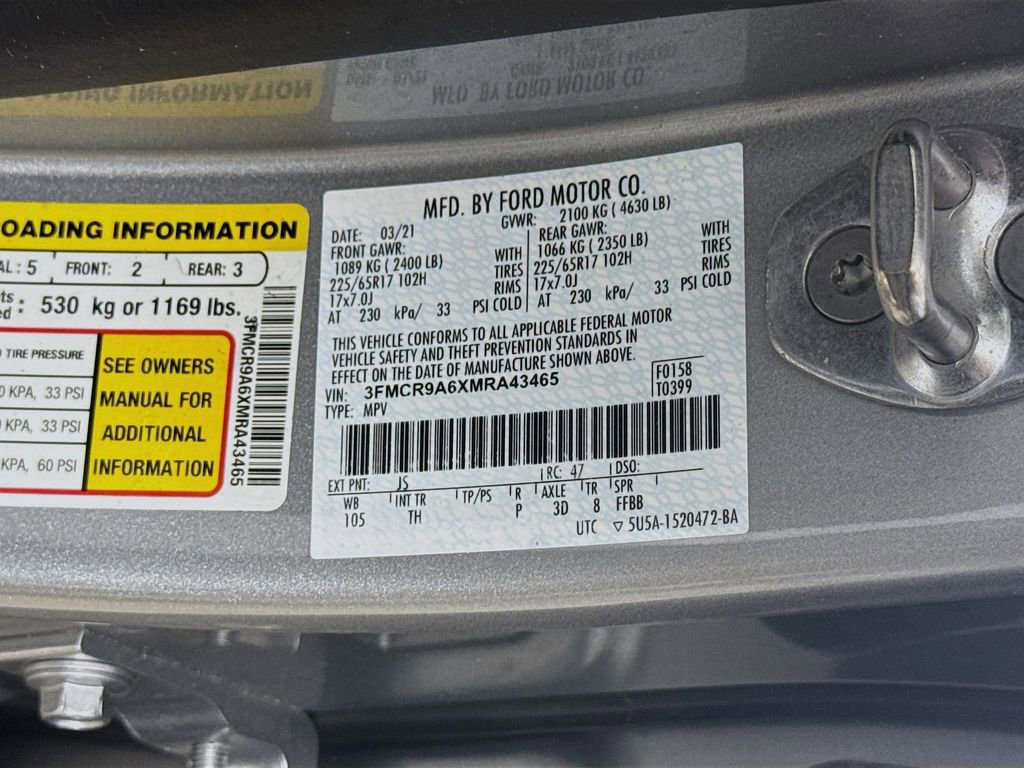 OADING INFORMATION
AL: 5 FRONT: 2 REAR: 3
530 kg or 1169 lbs.
TIRE PRESSURE
0 KPA, 33 PSI
0 KPA, 33 PSI
KPA, 60 PSI
SEE OWNERS
MANUAL FOR
ADDITIONAL
INFORMATION
3FMCR9A6XMRA43465
MFD. BY FORD MOTOR CO.
DATE: 03/21 GVWR: 2100 KG ( 4630 LB)
FRONT GAWR: WITH REAR GAWR: WITH
1089 KG ( 2400 LB) TIRES 1066 KG ( 2350 LB) TIRES
225/65R17 102H RIMS 225/65R17 102H RIMS
17x7.0J 17x7.0J
AT 230 kPa/ 33 PSI COLD AT 230 kPa/ 33 PSI COLD
THIS VEHICLE CONFORMS TO ALL APPLICABLE FEDERAL MOTOR
VEHICLE SAFETY AND THEFT PREVENTION STANDARDS IN
EFFECT ON THE DATE OF MANUFACTURE SHOWN ABOVE.
VIN: 3FMCR9A6XMRA43465 F0158
TYPE: MPV T0399
EXT PNT: JS RC: 47 DSO:
WB INT TR TP/PS R AXLE TR SPR
105 TH P 3D 8 FFBB
UTC ▽ 5U5A-1520472-BA